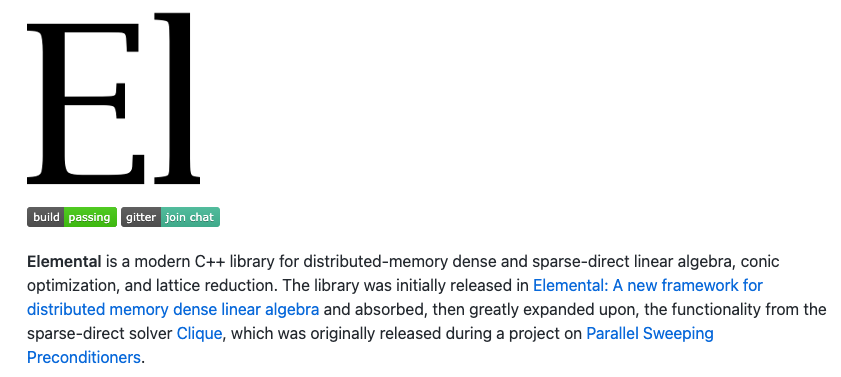 El
build passing gitter join chat
Elemental is a modern C++ library for distributed-memory dense and sparse-direct linear algebra, conic
optimization, and lattice reduction. The library was initially released in Elemental: A new framework for
distributed memory dense linear algebra and absorbed, then greatly expanded upon, the functionality from the
sparse-direct solver Clique, which was originally released during a project on Parallel Sweeping
Preconditioners.